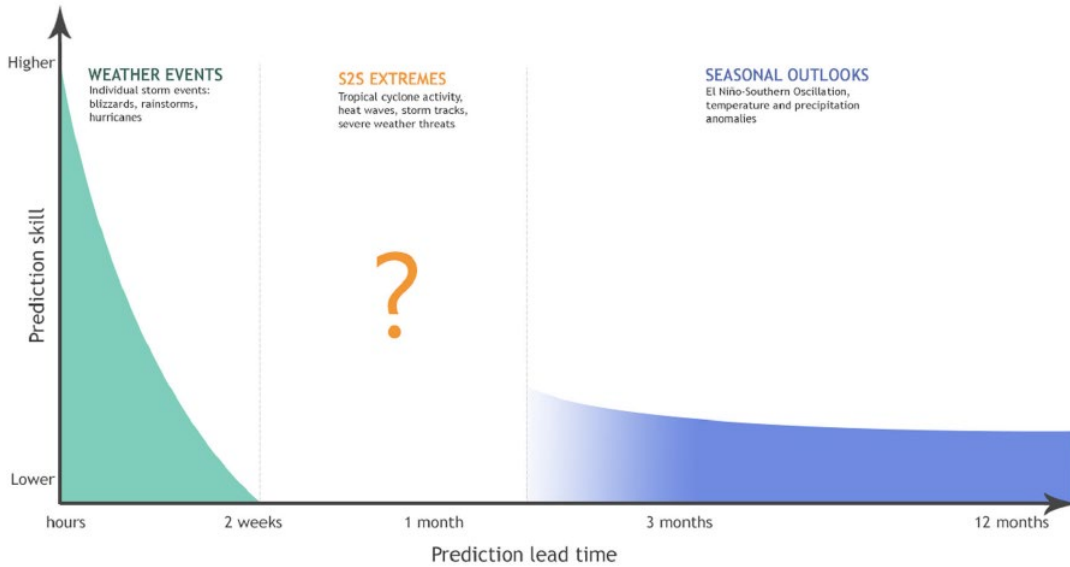 Higher
WEATHER EVENTS
Individual storm events:
blizzards, rainstorms,
hurricanes
S2S EXTREMES
Tropical cyclone activity,
heat waves, storm tracks,
severe weather threats
SEASONAL OUTLOOKS
El Niño-Southern Oscillation,
temperature and precipitation
anomalies
Prediction skill
?
Lower
hours
2 weeks
1 month
3 months
12 months
Prediction lead time